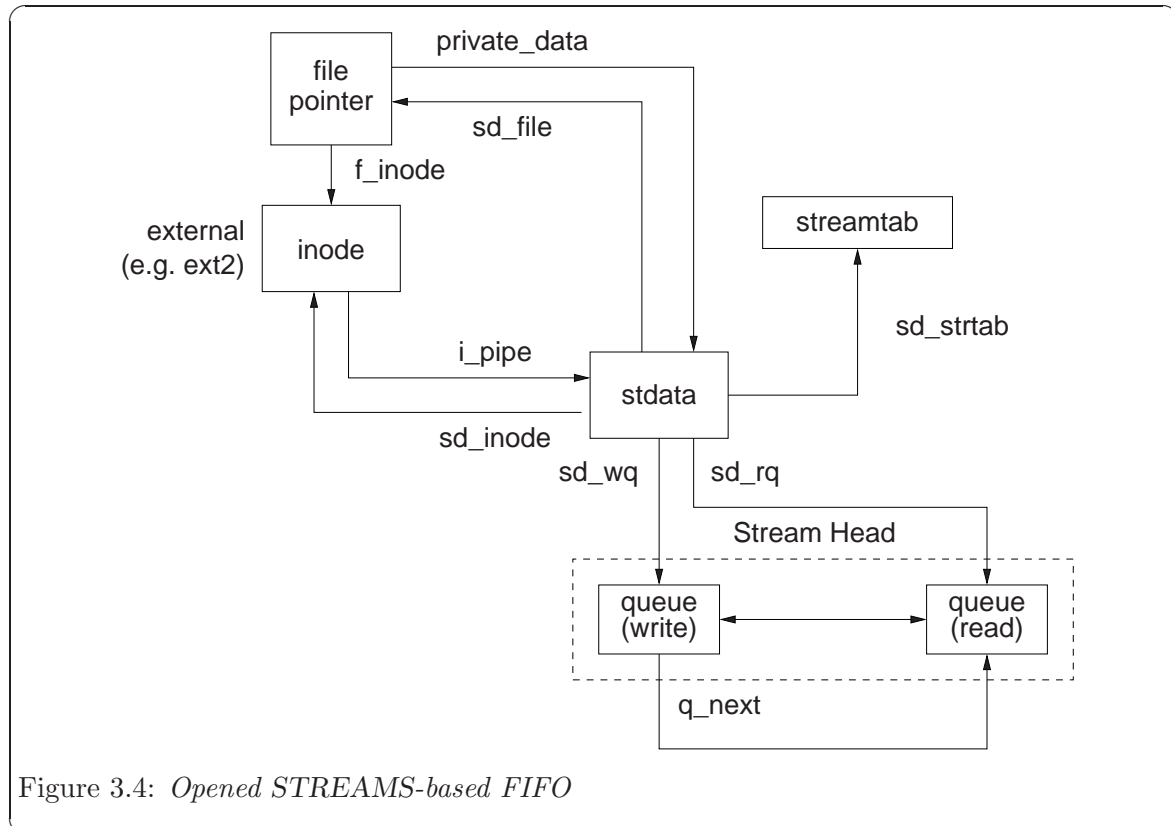 private_data
file
pointer
sd_file
f_inode
external
(e.g. ext2)
inode
streamtab
sd_strtab
i_pipe
stdata
sd_inode
sd_wq
sd_rq
Stream Head
queue
(write)
queue
(read)
q_next
Figure 3.4: Opened STREAMS-based FIFO